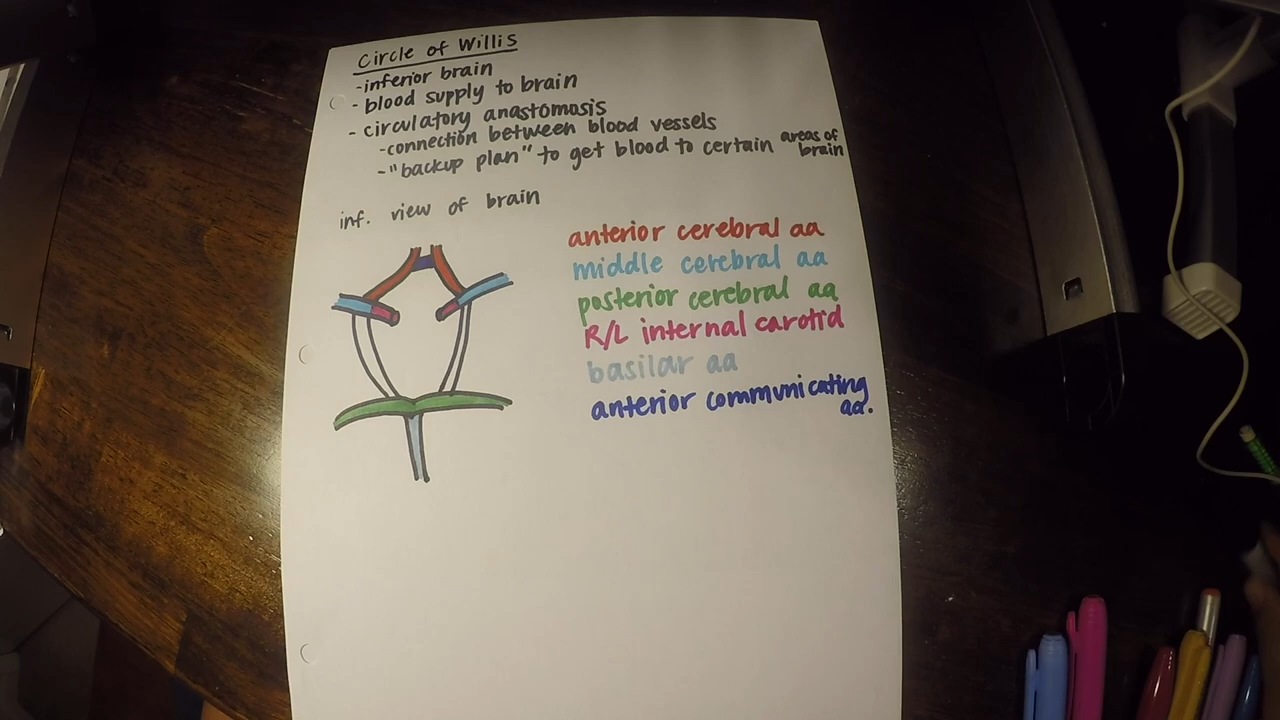 Circle of Willis
-inferior brain
- blood supply to brain
- circulatory anastomosis
-connection between blood vessels
-"backup plan" to get blood to certain areas of brain
inf. view of brain
anterior cerebral aa
middle cerebral aa
posterior cerebral aa
R/L internal carotid
basilar aa
anterior communicating aa.